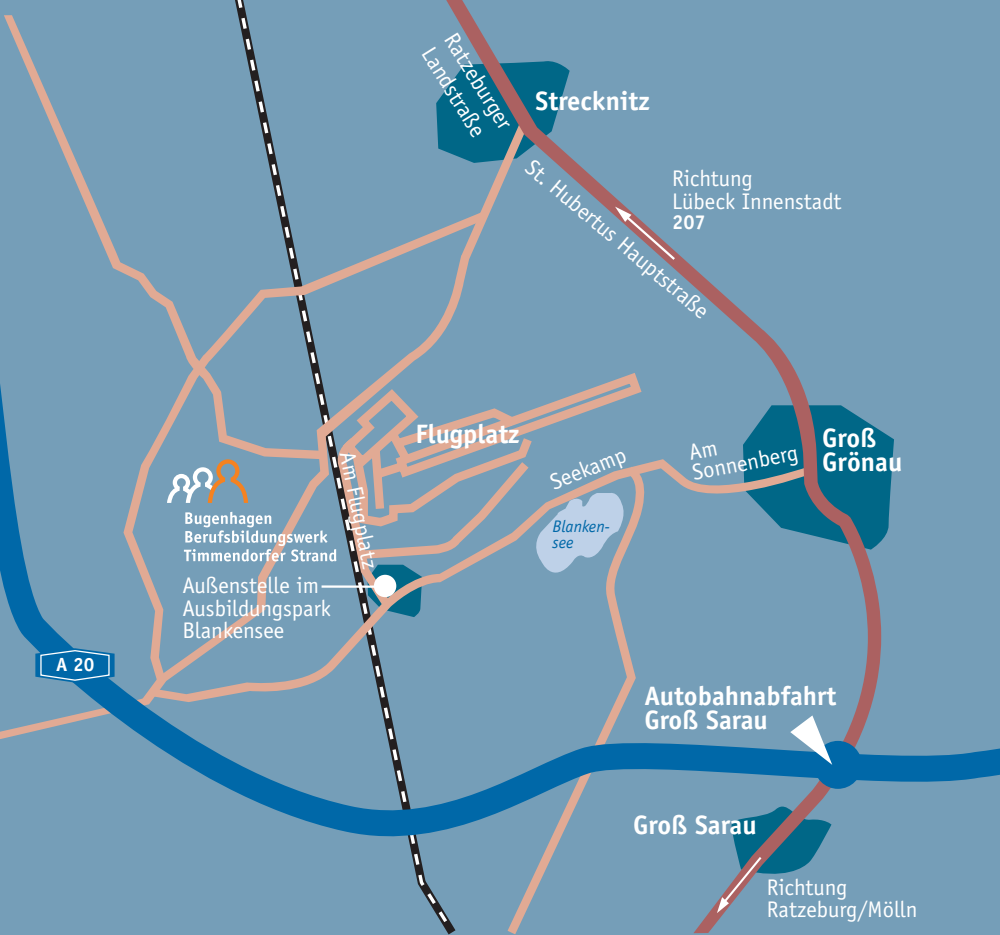 Ratzeburger
Landstraße
Strecknitz
St. Hubertus Hauptstraße
Richtung
Lübeck Innenstadt
207
Flugplatz
Am Flugplatz
Seekamp
Am
Sonnenberg
Groß
Grönau
Blanken-
see
Bugenhagen
Berufsbildungswerk
Timmendorfer Strand
Außenstelle im
Ausbildungspark
Blankensee
A 20
Autobahnabfahrt
Groß Sarau
Groß Sarau
Richtung
Ratzeburg/Mölln